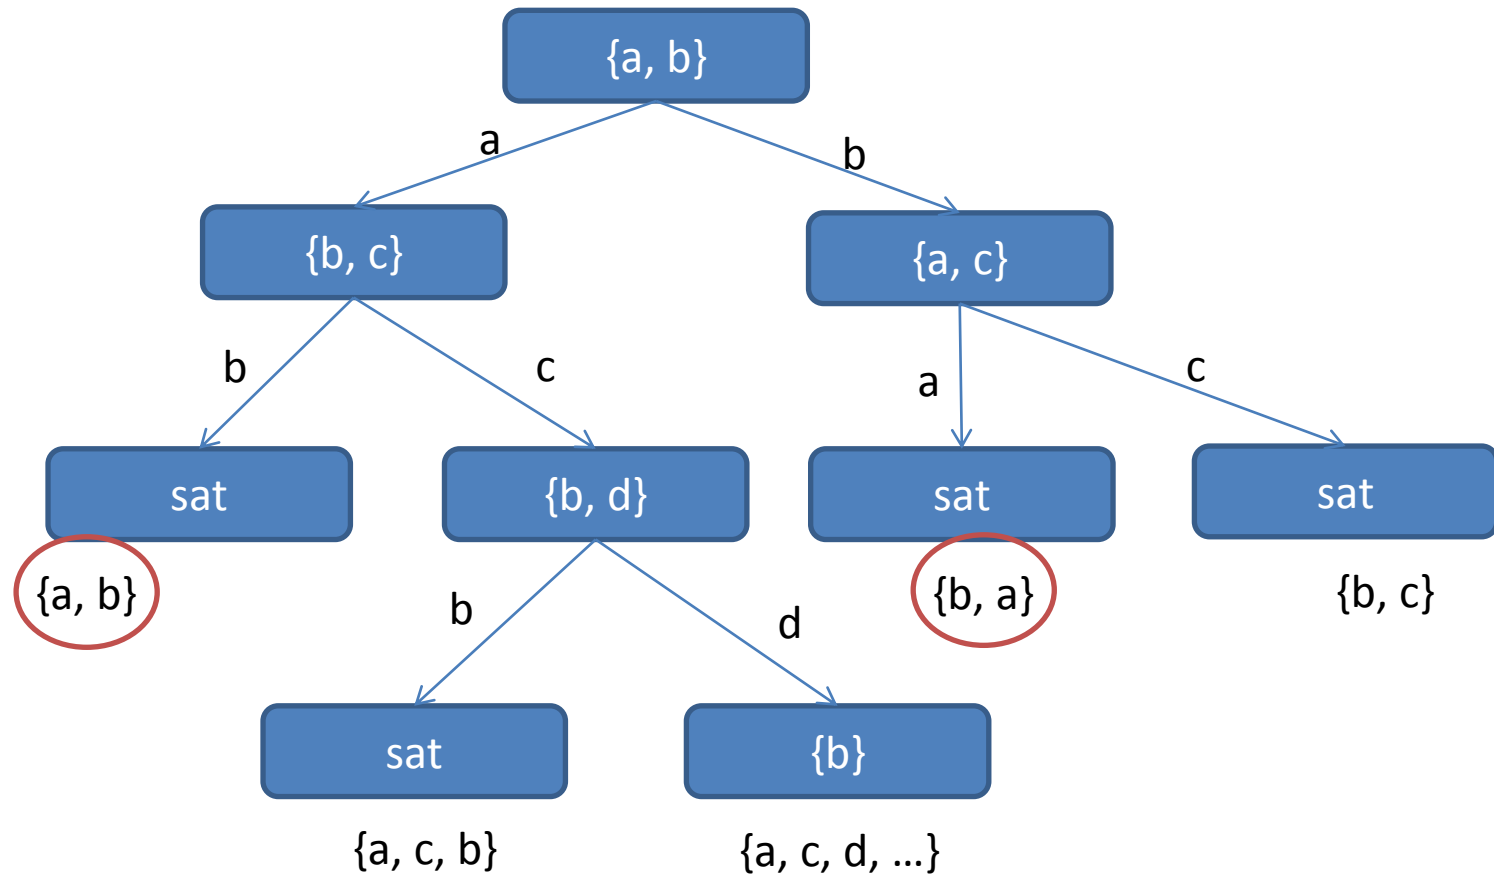 {a, b}
a
b
{b, c}
{a, c}
b
c
a
c
sat
{b, d}
sat
sat
{a, b}
{b, a}
{b, c}
b
d
sat
{b}
{a, c, b}
{a, c, d, ...}